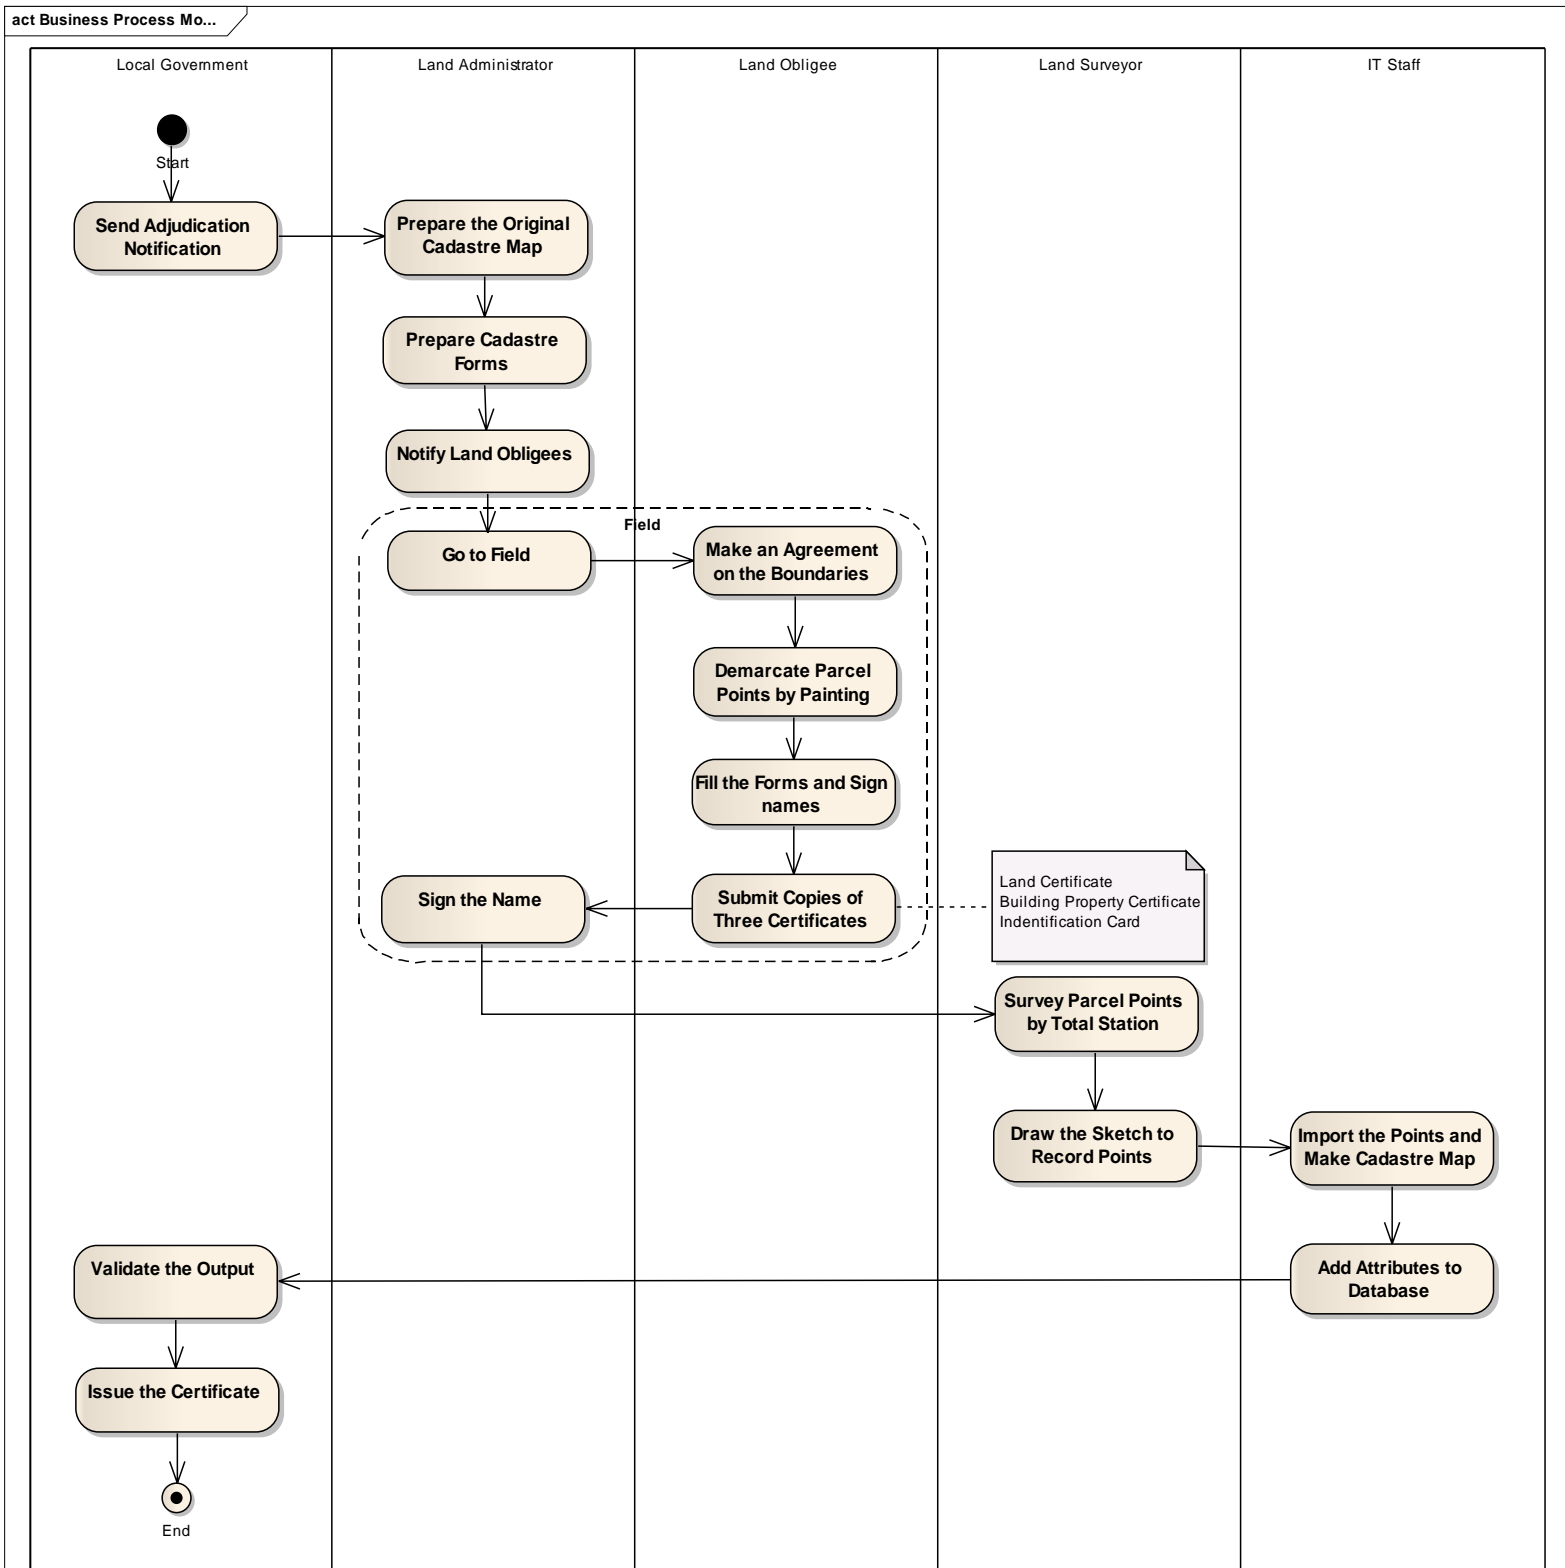 act Business Process Mo...
Local Government
Land Administrator
Land Obligee
Land Surveyor
IT Staff
Start
Send Adjudication
Notification
Prepare the Original
Cadastre Map
Prepare Cadastre
Forms
Notify Land Obligees
Field
Go to Field
Make an Agreement
on the Boundaries
Demarcate Parcel
Points by Painting
Fill the Forms and Sign
names
Submit Copies of
Three Certificates
Sign the Name
Land Certificate
Building Property Certificate
Indentification Card
Survey Parcel Points
by Total Station
Draw the Sketch to
Record Points
Import the Points and
Make Cadastre Map
Add Attributes to
Database
Validate the Output
Issue the Certificate
End